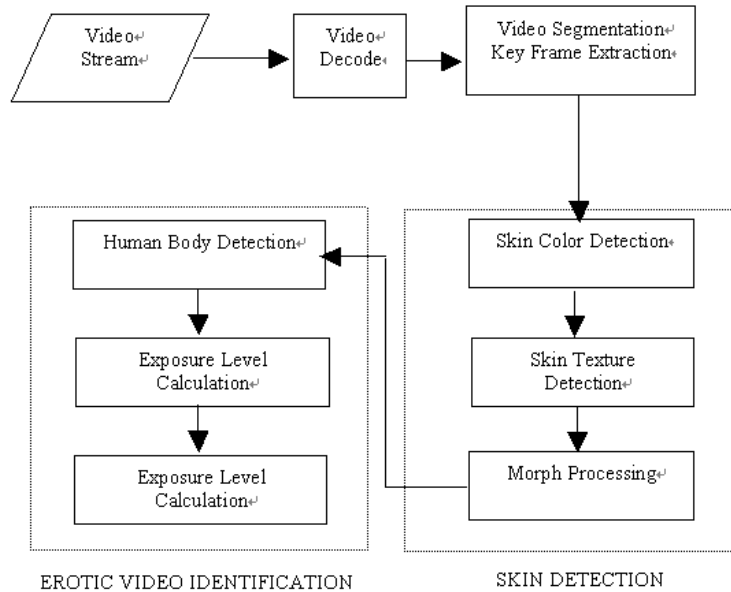 Video
Stream
Video
Decode
Video Segmentation
Key Frame Extraction
Skin Color Detection
Skin Texture
Detection
Morph Processing
Human Body Detection
Exposure Level
Calculation
Exposure Level
Calculation
EROTIC VIDEO IDENTIFICATION
SKIN DETECTION